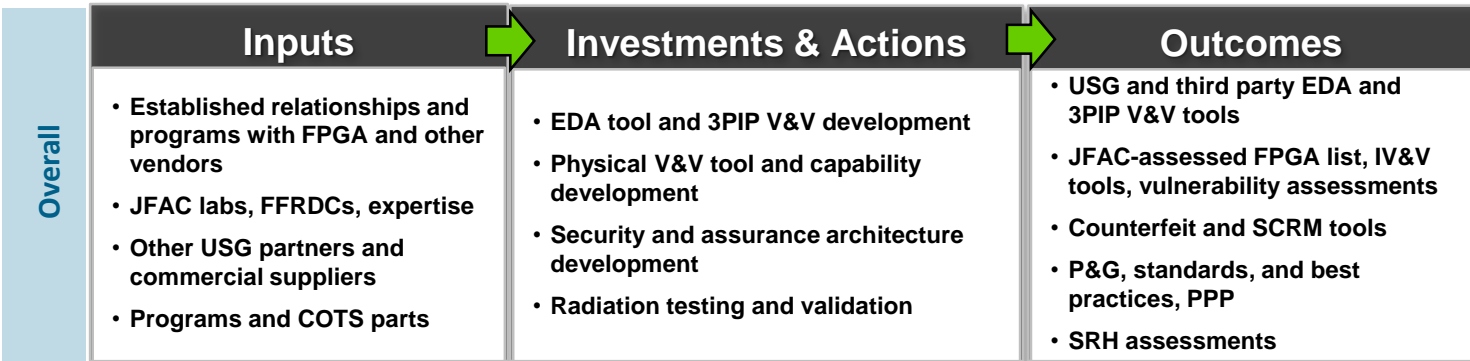 Overall
Inputs
• Established relationships and
programs with FPGA and other
vendors
• JFAC labs, FFRDCs, expertise
• Other USG partners and
commercial suppliers
• Programs and COTS parts
Investments & Actions
• EDA tool and 3PIP V&V development
• Physical V&V tool and capability
development
• Security and assurance architecture
development
• Radiation testing and validation
Outcomes
• USG and third party EDA and
3PIP V&V tools
• JFAC-assessed FPGA list, IV&V
tools, vulnerability assessments
• Counterfeit and SCRM tools
• P&G, standards, and best
practices, PPP
• SRH assessments